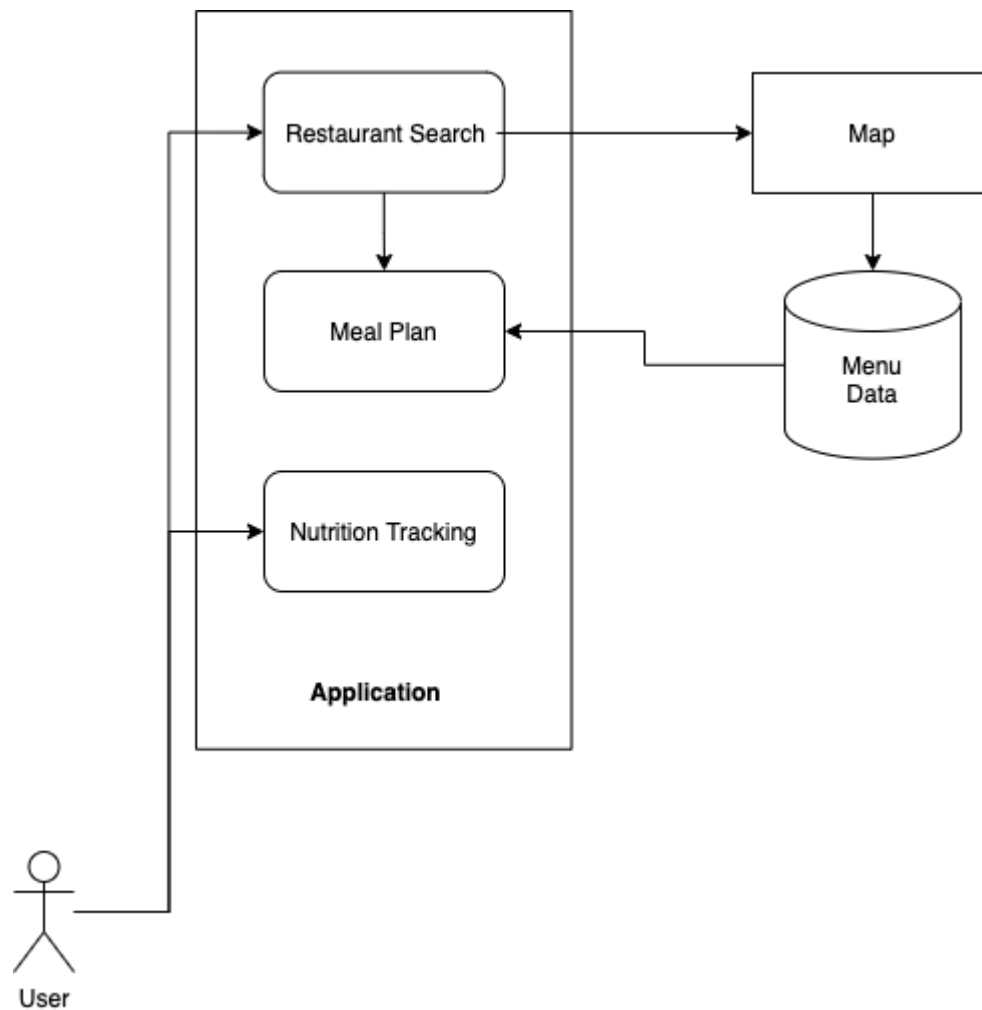 Restaurant Search
Map
Meal Plan
Menu
Data
Nutrition Tracking
Application
User